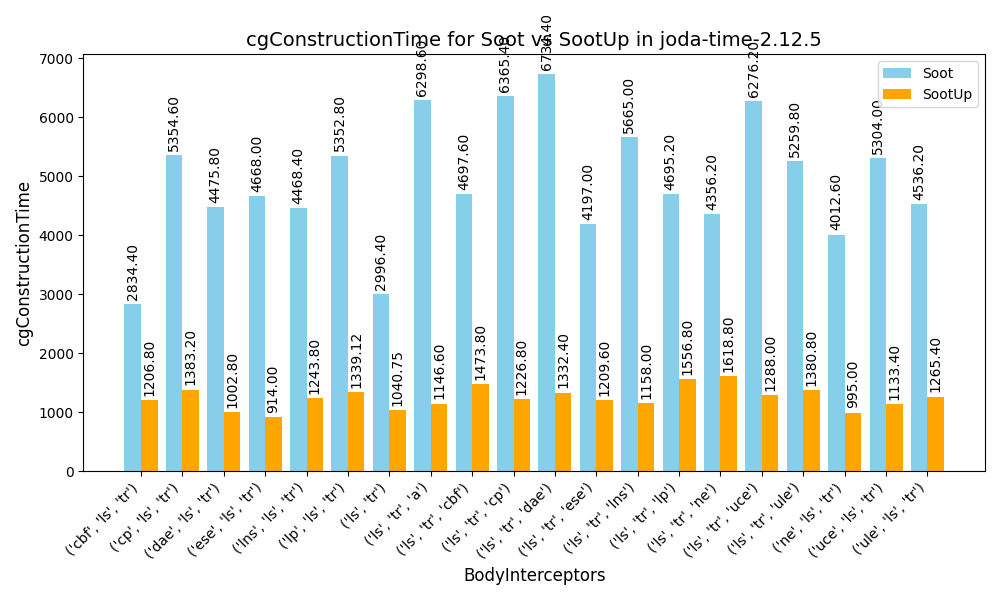 cgConstructionTime for Soot vs SootUp in joda-time-2.12.5
Soot
SootUp
cgConstructionTime
7000
6000
5000
4000
3000
2000
1000
0
2834.40
5354.60
4475.80
4668.00
4468.40
5352.80
2996.40
6298.60
4697.60
6365.40
4197.00
5665.00
4695.20
4356.20
6276.20
5259.80
4012.60
5304.00
4536.20
1206.80
1383.20
1002.80
914.00
1243.80
1339.12
1040.75
1146.60
1473.80
1226.80
1332.40
1209.60
1158.00
1556.80
1618.80
1288.00
1380.80
995.00
1133.40
1265.40
('cbf', 'ls', 'tr')
('cp', 'ls', 'tr')
('dae', 'ls', 'tr')
('ese', 'ls', 'tr')
('lns', 'ls', 'tr')
('lp', 'ls', 'tr')
('ls', 'tr')
('ls', 'tr', 'a')
('ls', 'tr', 'cbf')
('ls', 'tr', 'cp')
('ls', 'tr', 'dae')
('ls', 'tr', 'ese')
('ls', 'tr', 'lns')
('ls', 'tr', 'lp')
('ls', 'tr', 'ne')
('ls', 'tr', 'uce')
('ls', 'tr', 'ule')
('ne', 'ls', 'tr')
('uce', 'ls', 'tr')
('ule', 'ls', 'tr')
BodyInterceptors